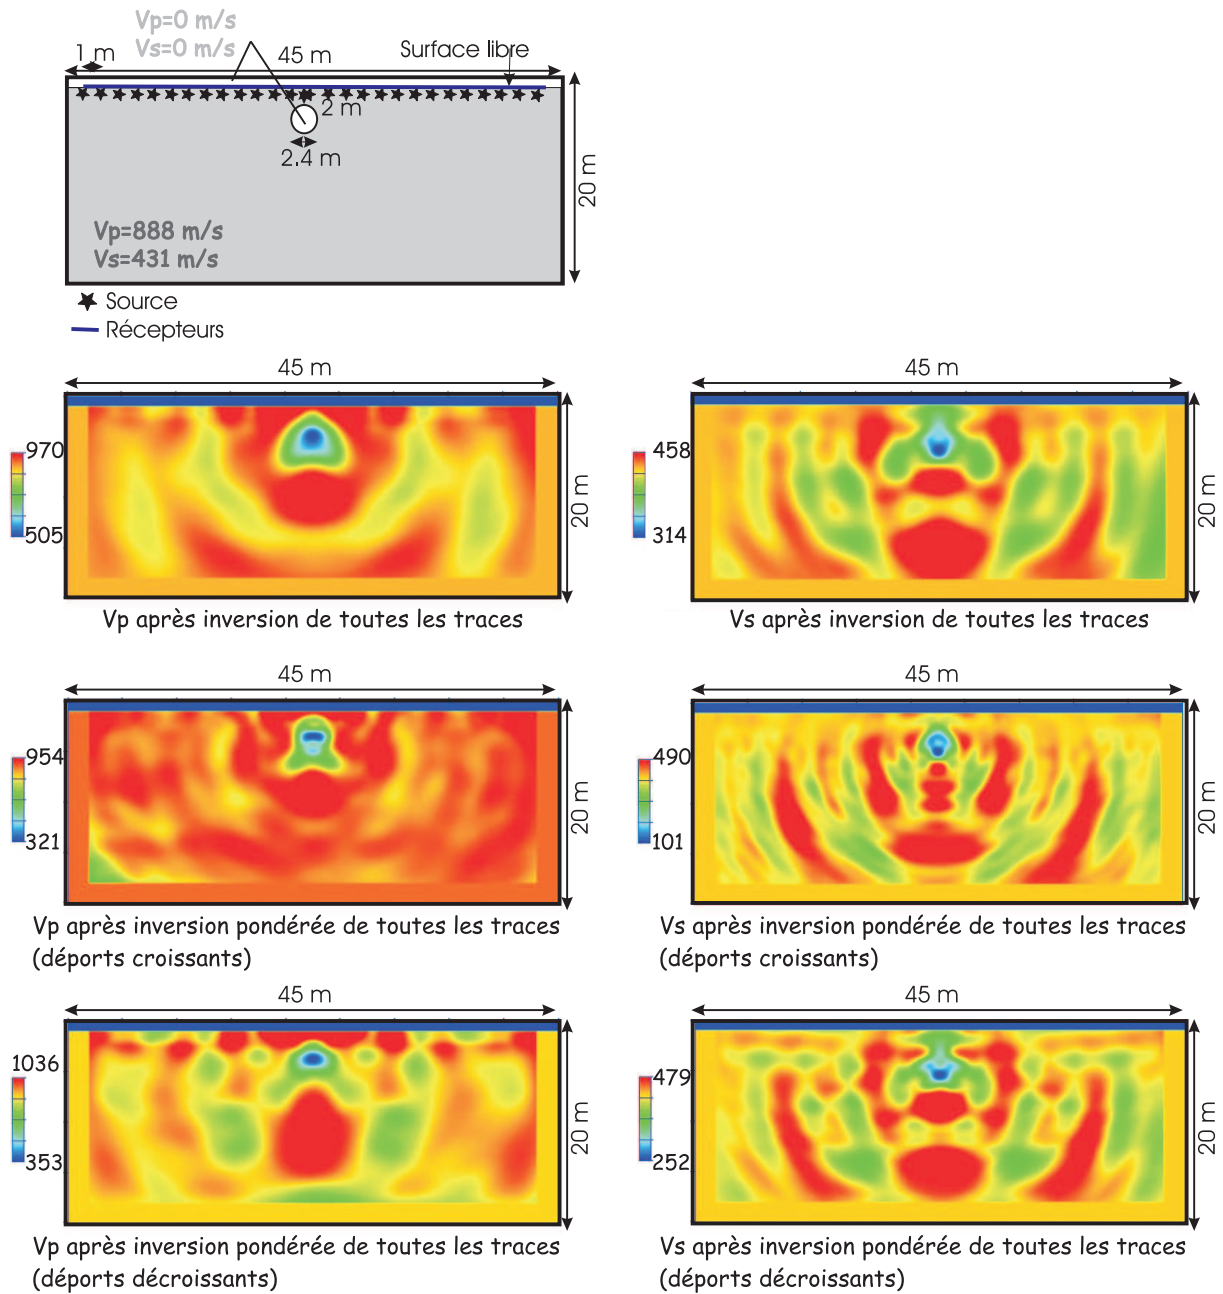 Vp=0 m/s
Vs=0 m/s
1 m
45 m
Surface libre
2 m
2.4 m
20 m
Vp=888 m/s
Vs=431 m/s
Source
Récepteurs
45 m
45 m
970
505
20 m
458
314
20 m
Vp après inversion de toutes les traces
Vs après inversion de toutes les traces
45 m
45 m
954
321
20 m
490
101
20 m
Vp après inversion pondérée de toutes les traces
(déports croissants)
Vs après inversion pondérée de toutes les traces
(déports croissants)
45 m
45 m
1036
353
20 m
479
252
20 m
Vp après inversion pondérée de toutes les traces
(déports décroissants)
Vs après inversion pondérée de toutes les traces
(déports décroissants)